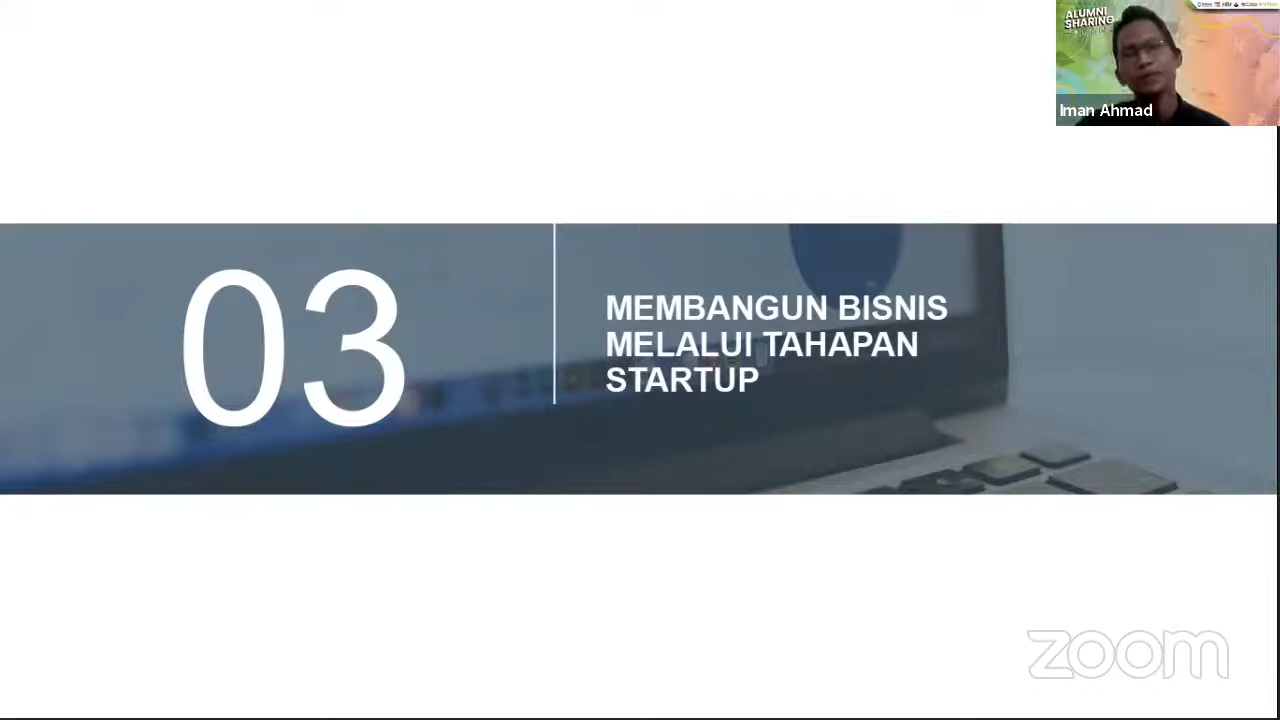 ALUMNI
SHARING
Iman Ahmad
03
MEMBANGUN BISNIS
MELALUI TAHAPAN
STARTUP
zoom